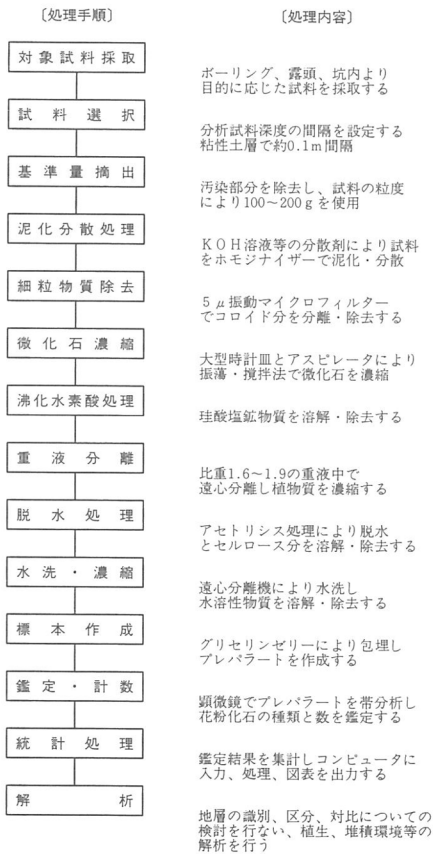 〔処理手順〕 〔処理内容〕
対象試料採取
ボーリング、露頭、坑内より
目的に応じた試料を採取する
試料選択
分析試料深度の間隔を設定する
粘性土層で約0.1m間隔
基準量摘出
汚染部分を除去し、試料の粒度
により100～200gを使用
泥化分散処理
KOH溶液等の分散剤により試料
をホモジナイザーで泥化・分散
細粒物質除去
5μ振動マイクロフィルター
でコロイド分を分離・除去する
微化石濃縮
大型時計皿とアスピレータにより
振蕩・撹拌法で微化石を濃縮
沸化水素酸処理
珪酸塩鉱物質を溶解・除去する
重液分離
比重1.6～1.9の重液中で
遠心分離し植物質を濃縮する
脱水処理
アセトリシス処理により脱水
とセルロース分を溶解・除去する
水洗・濃縮
遠心分離機により水洗し
水溶性物質を溶解・除去する
標本作成
グリセリンゼリーにより包埋し
プレパラートを作成する
鑑定・計数
顕微鏡でプレパラートを帯分析し
花粉化石の種類と数を鑑定する
統計処理
鑑定結果を集計しコンピュータに
入力、処理、図表を出力する
解析
地層の識別、区分、対比についての
検討を行ない、植生、堆積環境等の
解析を行う